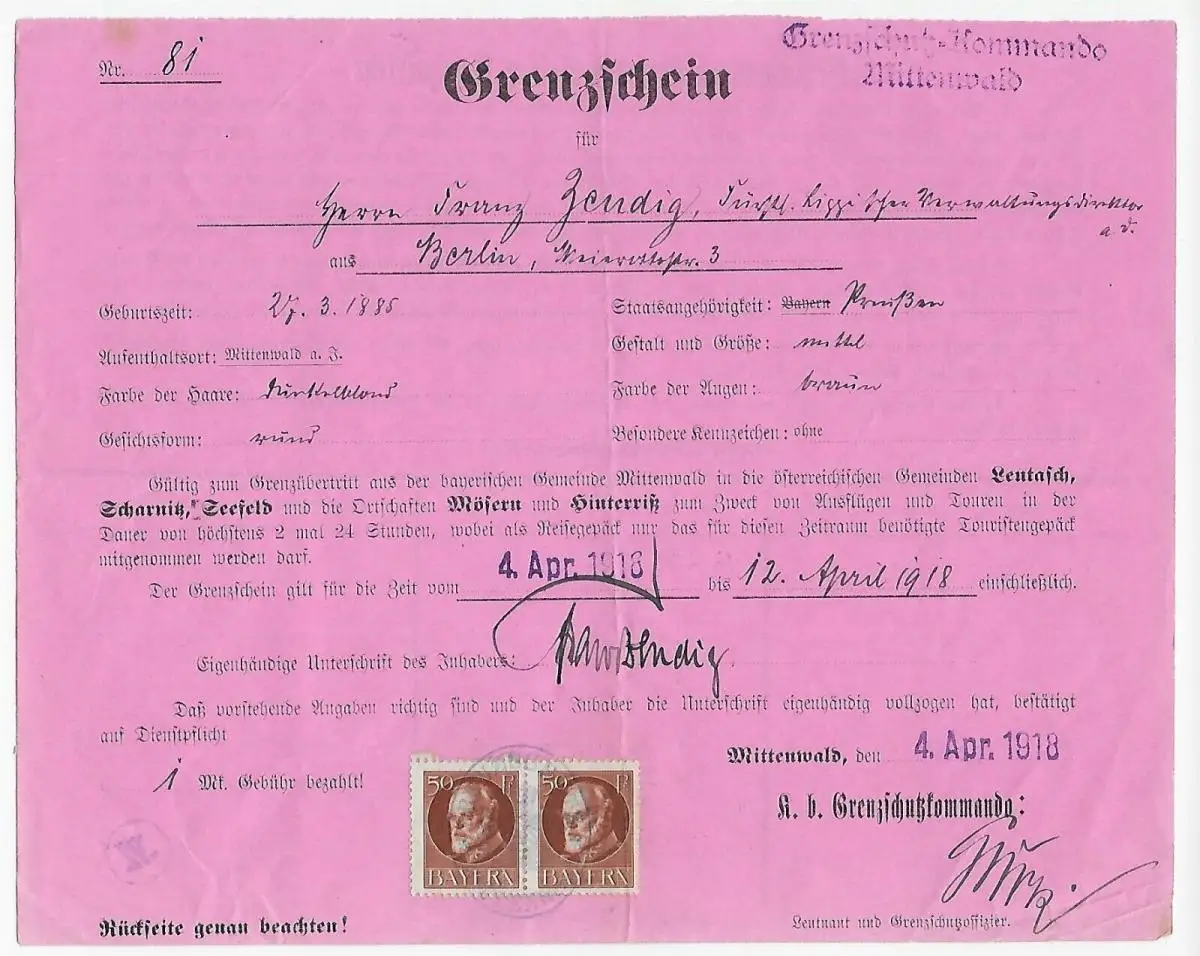 Nr. 81
Grenzschutz-Kommando
Mittenwald
Grenzschein
für
Herrn Franz Zendig, Fürstl. Lippischer Verwaltungsdirektor
a. D.
aus Berlin, 3
Geburtszeit: 27. 3. 1886
Staatsangehörigkeit: Bayern Preußen
Aufenthaltsort: Mittenwald a. J.
Gestalt und Größe: mittel
Farbe der Haare: dunkelblond
Farbe der Augen: braun
Gesichtsform: rund
Besondere Kennzeichen: ohne
Gültig zum Grenzübertritt aus der bayerischen Gemeinde Mittenwald in die österreichischen Gemeinden Leutasch,
Scharnitz, Seefeld und die Ortschaften Mösern und Hinterriß zum Zweck von Ausflügen und Touren in der
Dauer von höchstens 2 mal 24 Stunden, wobei als Reisegepäck nur das für diesen Zeitraum benötigte Touristengepäck
mitgenommen werden darf.
Der Grenzschein gilt für die Zeit vom 4. Apr. 1918 bis 12. April 1918 einschließlich.
Eigenhändige Unterschrift des Inhabers: Franz Zendig
Daß vorstehende Angaben richtig sind und der Inhaber die Unterschrift eigenhändig vollzogen hat, bestätigt
auf Dienstpflicht
Mittenwald, den 4. Apr. 1918
1 Mk. Gebühr bezahlt!
50 P 50 P
BAYERN BAYERN
K. b. Grenzschutzkommando:
IX
Leutnant und Grenzschutzoffizier.
Rückseite genau beachten!